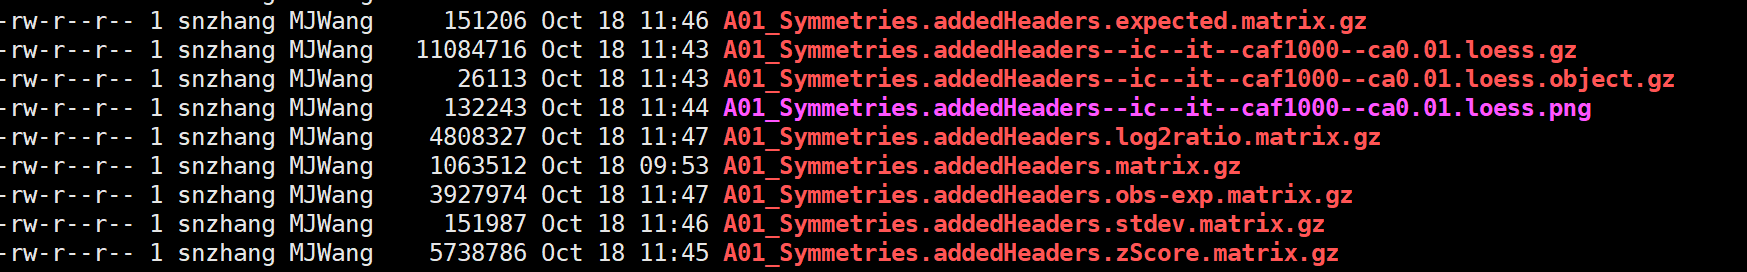 -rw-r--r-- 1 snzhang MJWang 151206 Oct 18 11:46 A01_Symmetries.addedHeaders.expected.matrix.gz
-rw-r--r-- 1 snzhang MJWang 11084716 Oct 18 11:43 A01_Symmetries.addedHeaders--ic--it--caf1000--ca0.01.loess.gz
-rw-r--r-- 1 snzhang MJWang 26113 Oct 18 11:43 A01_Symmetries.addedHeaders--ic--it--caf1000--ca0.01.loess.object.gz
-rw-r--r-- 1 snzhang MJWang 132243 Oct 18 11:44 A01_Symmetries.addedHeaders--ic--it--caf1000--ca0.01.loess.png
-rw-r--r-- 1 snzhang MJWang 4808327 Oct 18 11:47 A01_Symmetries.addedHeaders.log2ratio.matrix.gz
-rw-r--r-- 1 snzhang MJWang 1063512 Oct 18 09:53 A01_Symmetries.addedHeaders.matrix.gz
-rw-r--r-- 1 snzhang MJWang 3927974 Oct 18 11:47 A01_Symmetries.addedHeaders.obs-exp.matrix.gz
-rw-r--r-- 1 snzhang MJWang 151987 Oct 18 11:46 A01_Symmetries.addedHeaders.stdev.matrix.gz
-rw-r--r-- 1 snzhang MJWang 5738786 Oct 18 11:45 A01_Symmetries.addedHeaders.zScore.matrix.gz